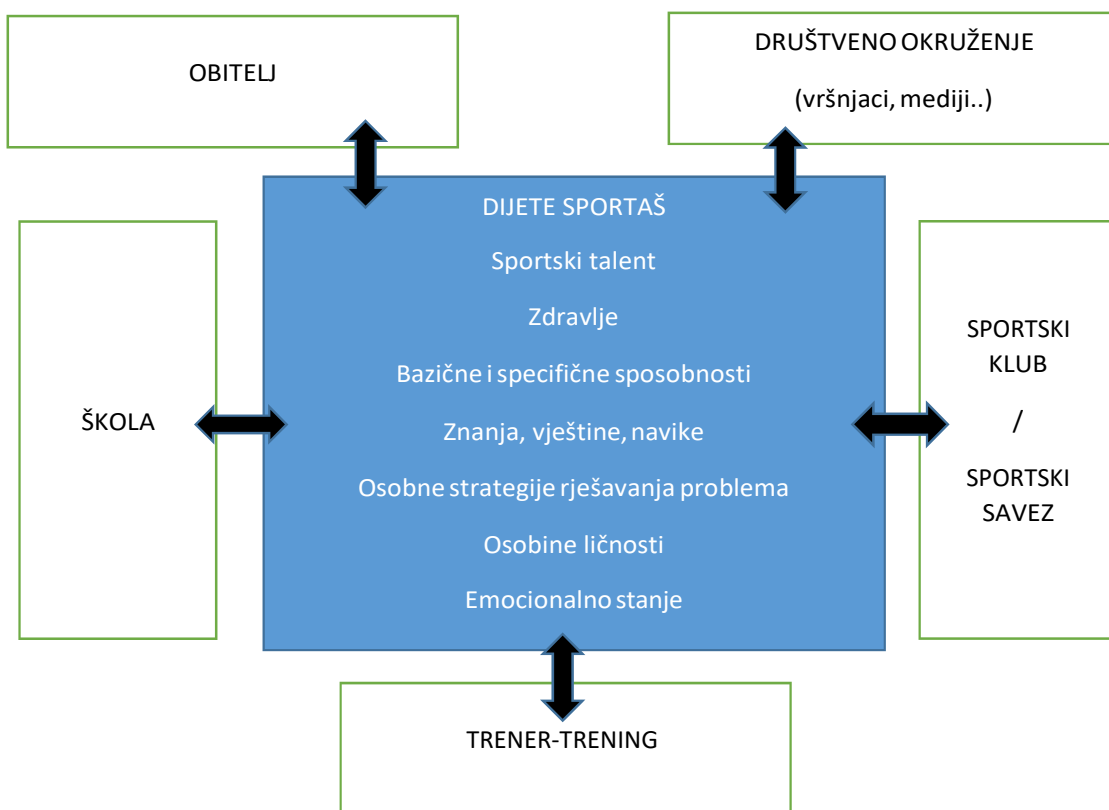 OBITELJ
DRUŠTVENO OKRUŽENJE
(vršnjaci, mediji..)
DIJETE SPORTAŠ
Sportski talent
Zdravlje
Bazične i specifične sposobnosti
Znanja, vještine, navike
Osobne strategije rješavanja problema
Osobine ličnosti
Emocionalno stanje
ŠKOLA
SPORTSKI
KLUB
/
SPORTSKI
SAVEZ
TRENER-TRENING